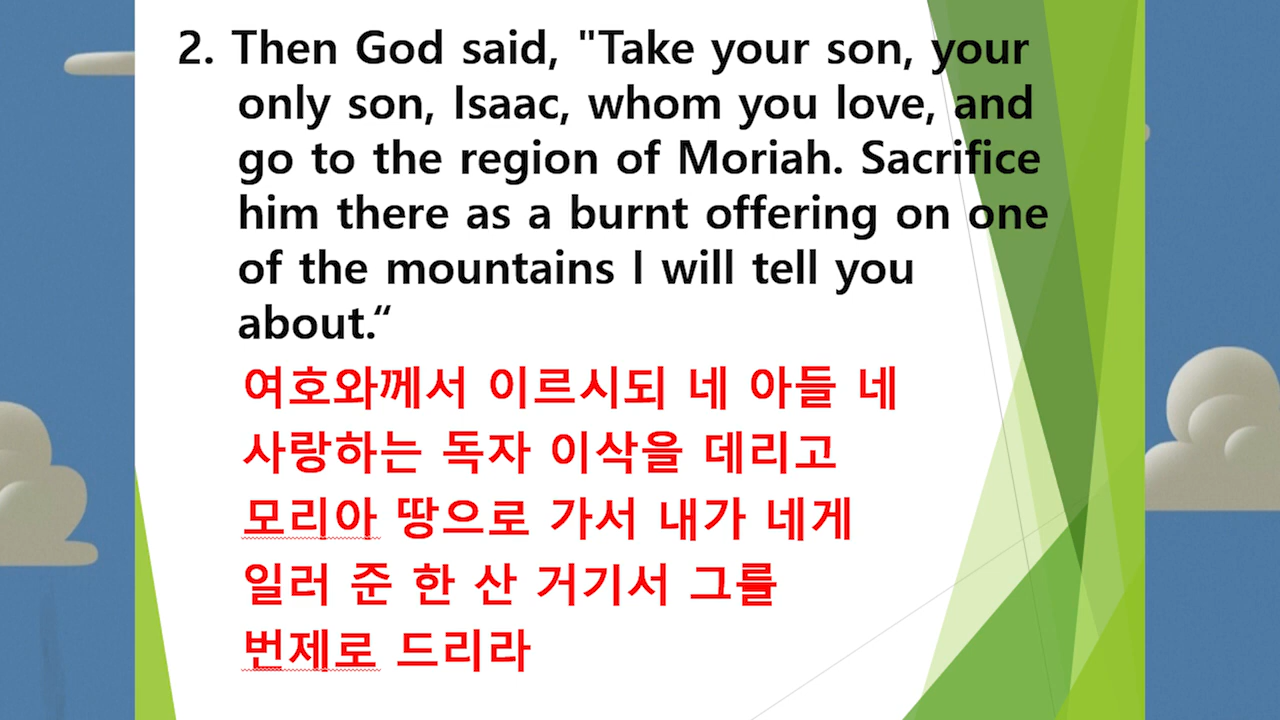 2. Then God said, "Take your son, your
only son, Isaac, whom you love, and
go to the region of Moriah. Sacrifice
him there as a burnt offering on one
of the mountains I will tell you
about.“
여호와께서 이르시되 네 아들 네
사랑하는 독자 이삭을 데리고
모리아 땅으로 가서 내가 네게
일러 준 한 산 거기서 그를
번제로 드리라